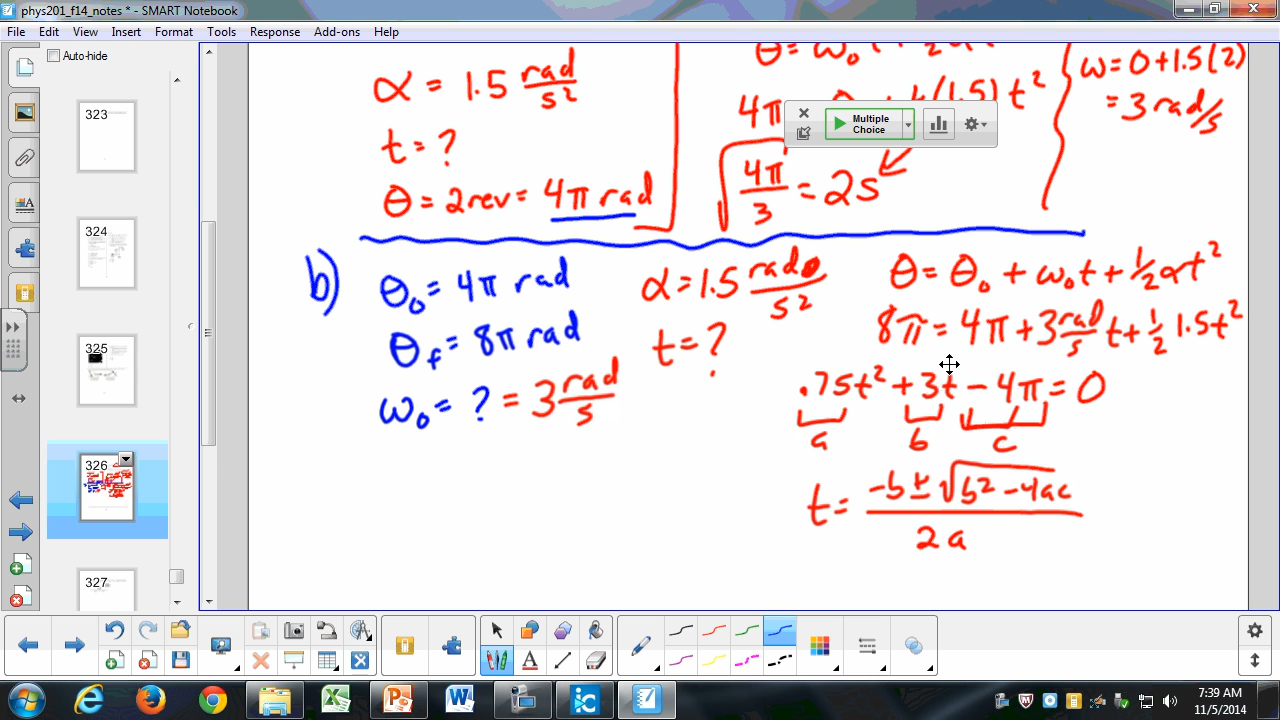 phys201_f14_notes * - SMART Notebook
File Edit View Insert Format Tools Response Add-ons Help
Auto-hide
323
324
325
326
327
α = 1.5 rad/s²
t = ?
θ = 2rev = 4π rad
4π
(1.5) t²
√4π/3 = 2s
ω = 0 + 1.5(2)
= 3 rad/s
Multiple Choice
b)
θ₀ = 4π rad
θf = 8π rad
ω₀ = ? = 3 rad/s
α = 1.5 rad/s²
t = ?
θ = θ₀ + ω₀t + ½αt²
8π = 4π + 3 rad/s t + ½ 1.5t²
.75t² + 3t - 4π = 0
a b c
t = -b ± √b² - 4ac / 2a
7:39 AM
11/5/2014